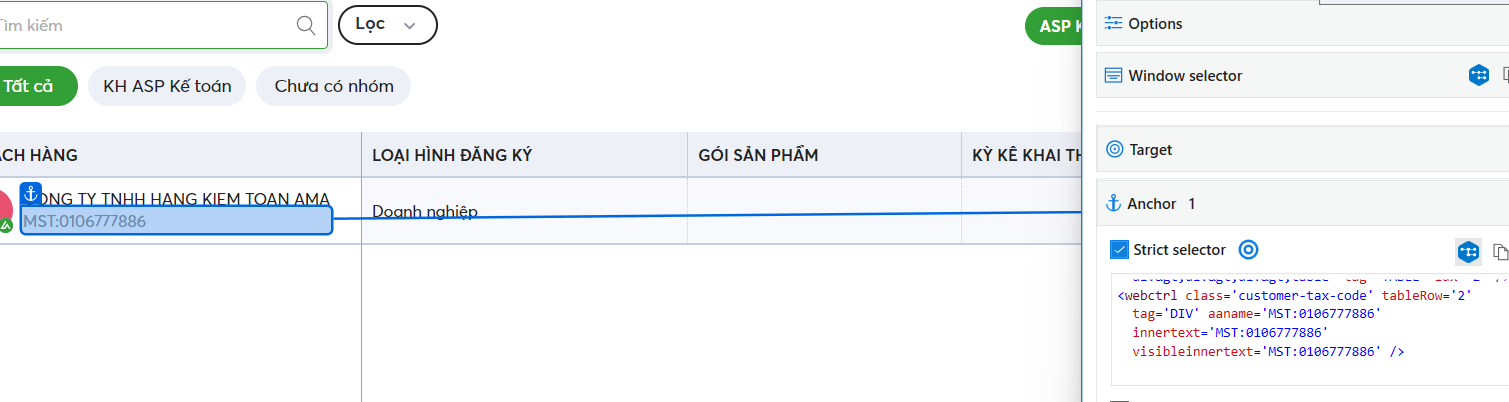 Tìm kiếm
Lọc
ASP K
Tất cả
KH ASP Kế toán
Chưa có nhóm
ÁCH HÀNG
LOẠI HÌNH ĐĂNG KÝ
GÓI SẢN PHẨM
KỲ KÊ KHAI TH
ONG TY TNHH HANG KIEM TOAN AMA
MST:0106777886
Doanh nghiệp
Options
Window selector
Target
Anchor 1
Strict selector
<webctrl class='customer-tax-code' tableRow='2'
tag='DIV' aaname='MST:0106777886'
innertext='MST:0106777886'
visibleinnertext='MST:0106777886' />